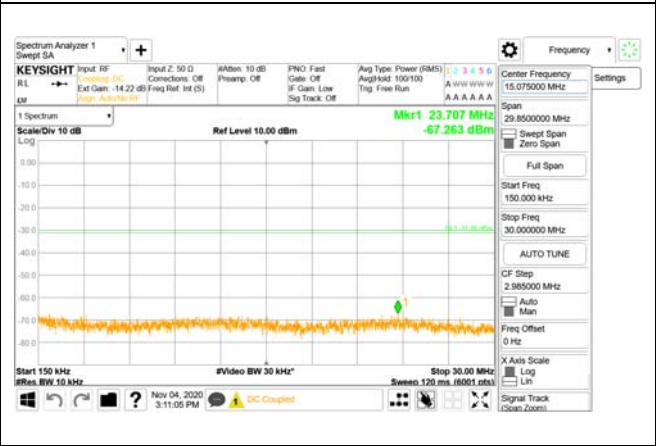 Spectrum Analyzer 1
Swept SA
Frequency
KEYSIGHT
RL
Input: RF
Coupling: DC
Ext Gain: -14.22 dB
Align: Auto/No RF
Input Z: 50 Ω
Corrections: Off
Freq Ref: Int (S)
#Atten: 10 dB
Preamp: Off
PNO: Fast
Gate: Off
IF Gain: Low
Sig Track: Off
Avg Type: Power (RMS)
Avg|Hold: 100/100
Trig: Free Run
1 2 3 4 5 6
A W W W W W
A A A A A A
1 Spectrum
Scale/Div 10 dB
Ref Level 10.00 dBm
Mkr1 23.707 MHz
-67.263 dBm
Log
0.00
-10.0
-20.0
-30.0
-40.0
-50.0
-60.0
-70.0
-80.0
1
Start 150 kHz
#Res BW 10 kHz
#Video BW 30 kHz*
Stop 30.00 MHz
Sweep 120 ms (6001 pts)
Center Frequency
15.075000 MHz
Settings
Span
29.8500000 MHz
Swept Span
Zero Span
Full Span
Start Freq
150.000 kHz
Stop Freq
30.000000 MHz
AUTO TUNE
CF Step
2.985000 MHz
Auto
Man
Freq Offset
0 Hz
X Axis Scale
Log
Lin
Signal Track
(Span Zoom)
?
Nov 04, 2020
3:11:05 PM
1
DC Coupled